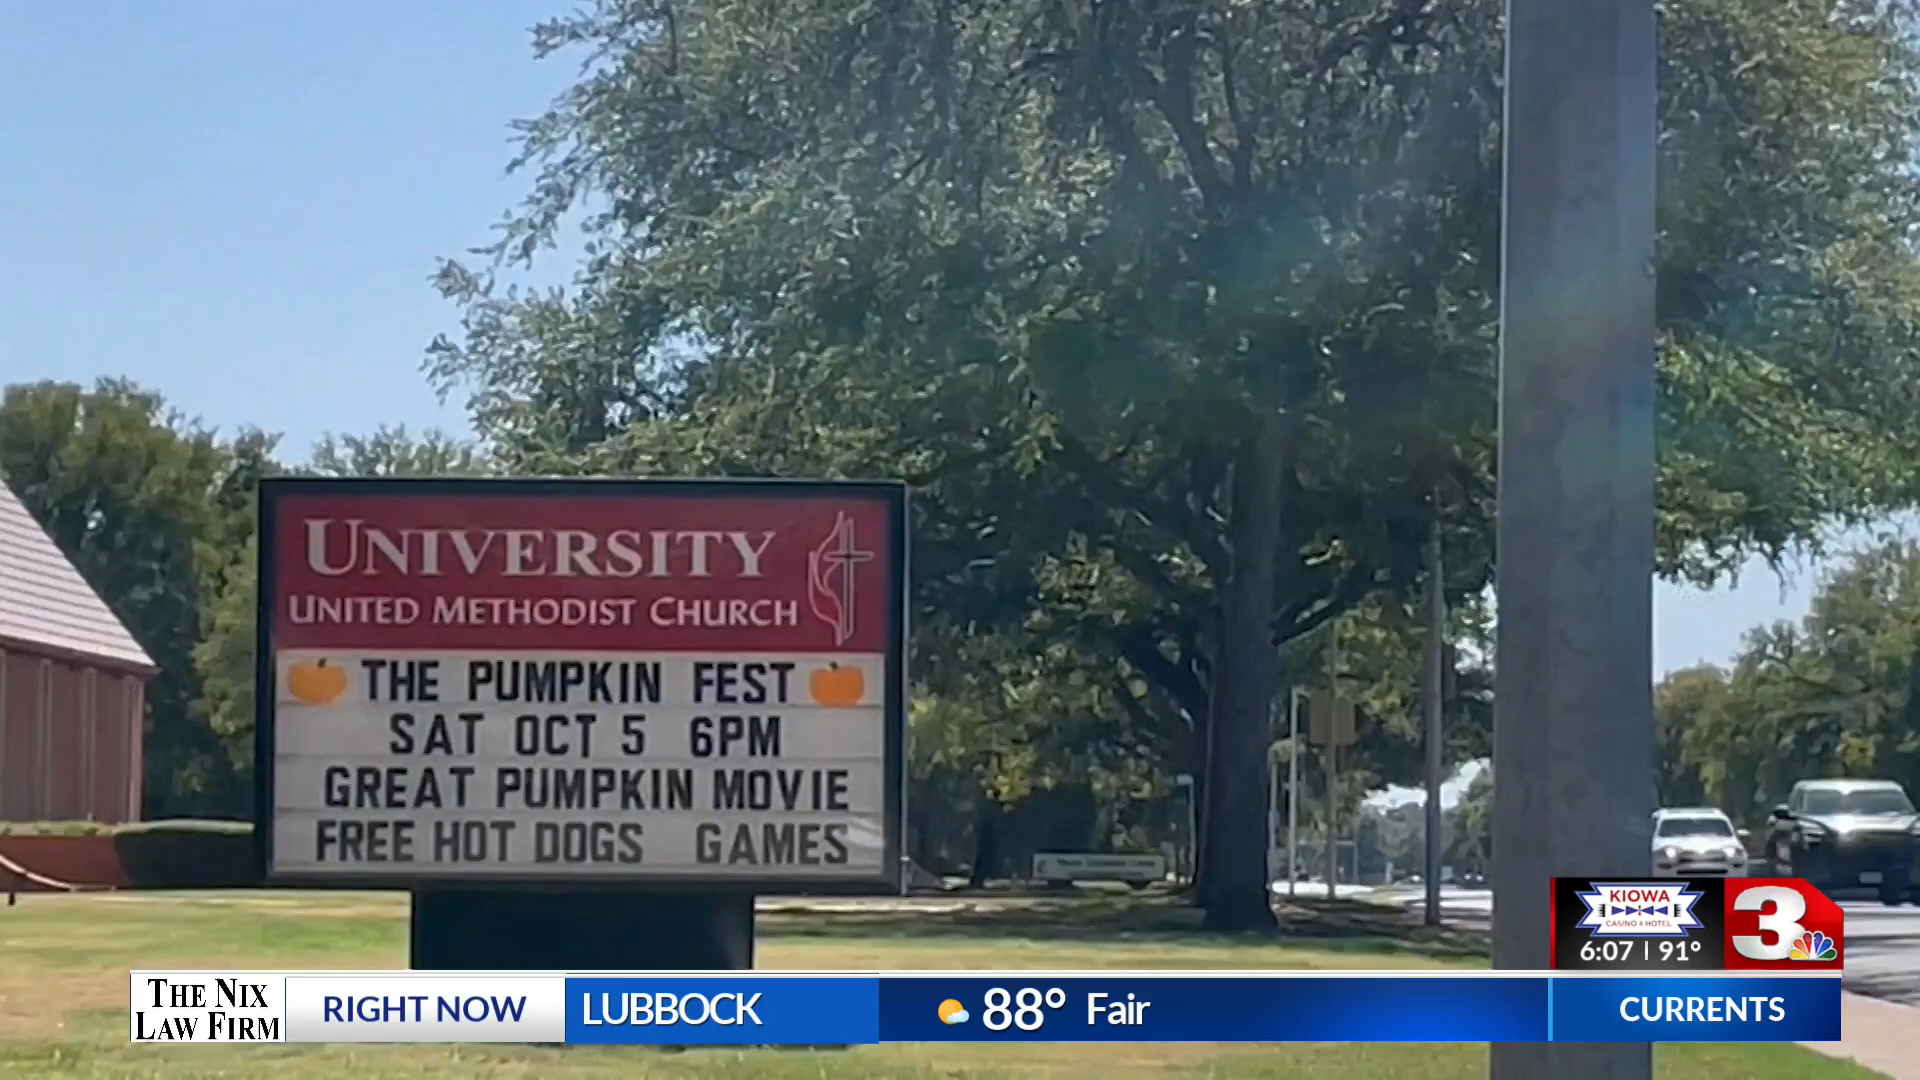 UNIVERSITY
UNITED METHODIST CHURCH
THE PUMPKIN FEST
SAT OCT 5 6PM
GREAT PUMPKIN MOVIE
FREE HOT DOGS GAMES
KIOWA
CASINO & HOTEL
6:07 | 91°
3
THE NIX
LAW FIRM
RIGHT NOW
LUBBOCK
88° Fair
CURRENTS